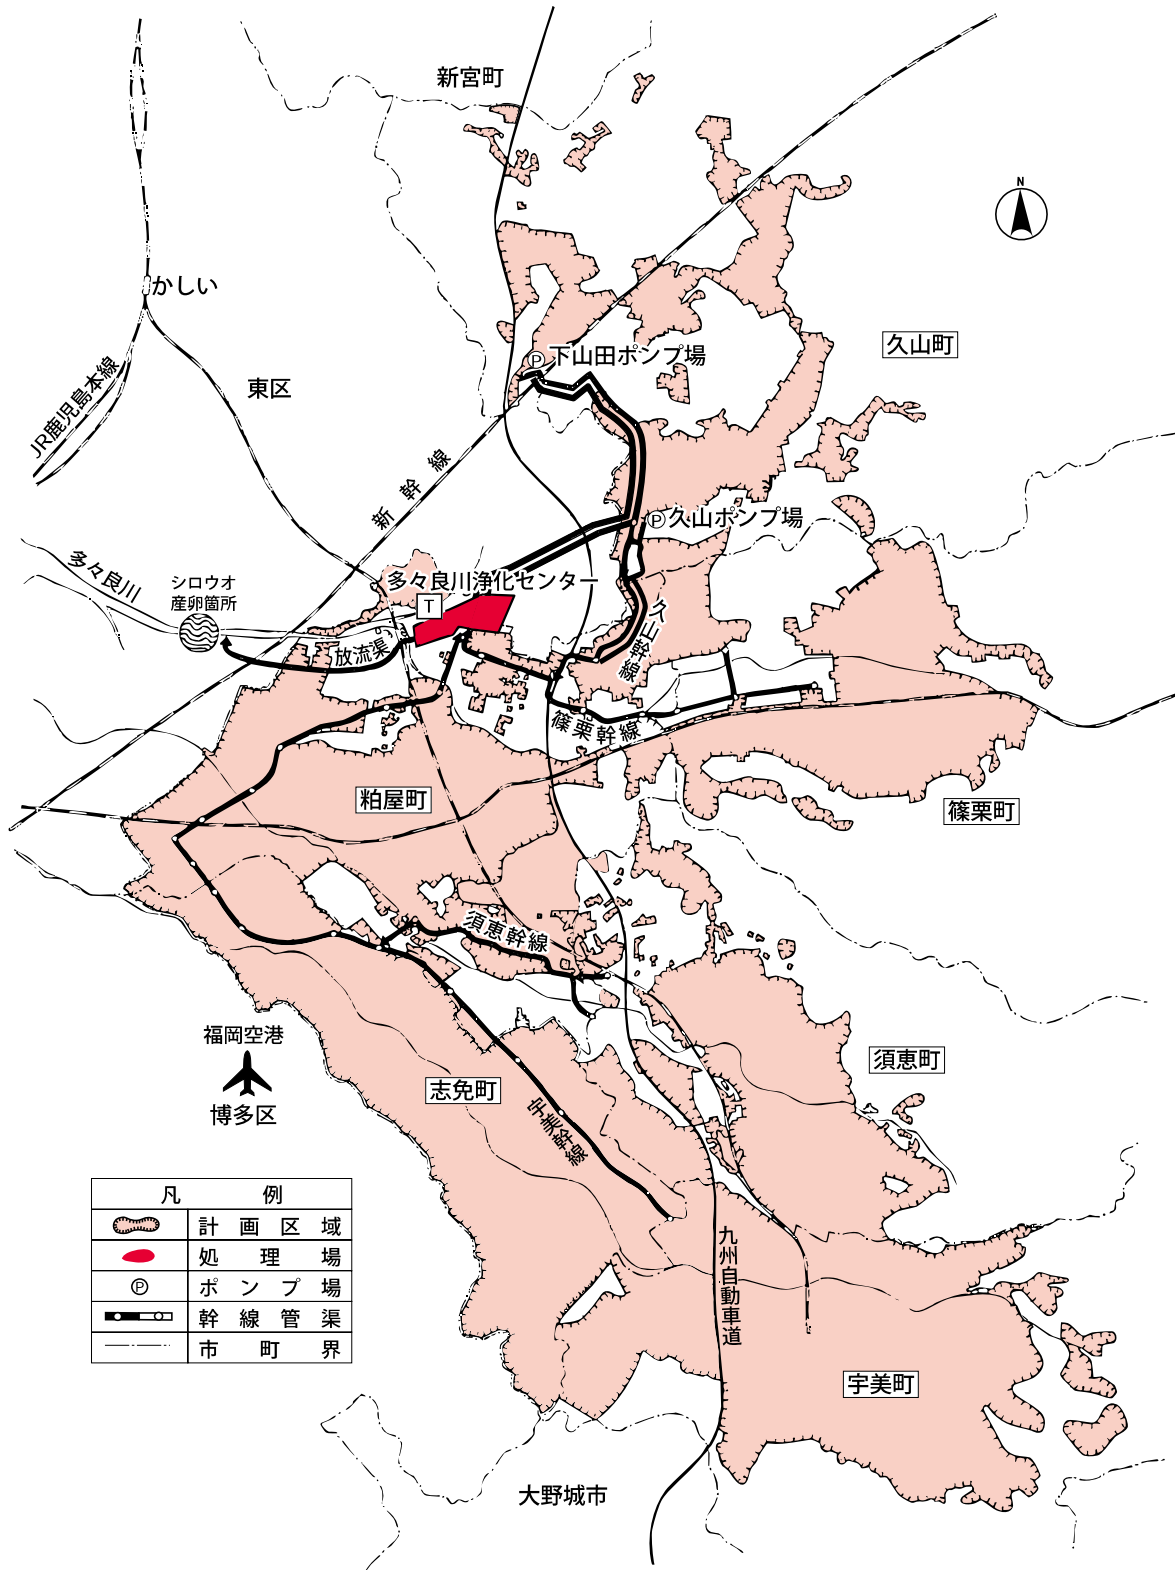 新宮町
N
かしい
久山町
P 下山田ポンプ場
JR鹿児島本線
東区
新幹線
P 久山ポンプ場
多々良川
シロウオ
産卵箇所
多々良川浄化センター
T
久山幹線
放流渠
篠栗幹線
粕屋町
篠栗町
須恵幹線
福岡空港
博多区
志免町
須恵町
宇美幹線
凡例
計画区域
処理場
P ポンプ場
幹線管渠
市町界
九州自動車道
宇美町
大野城市